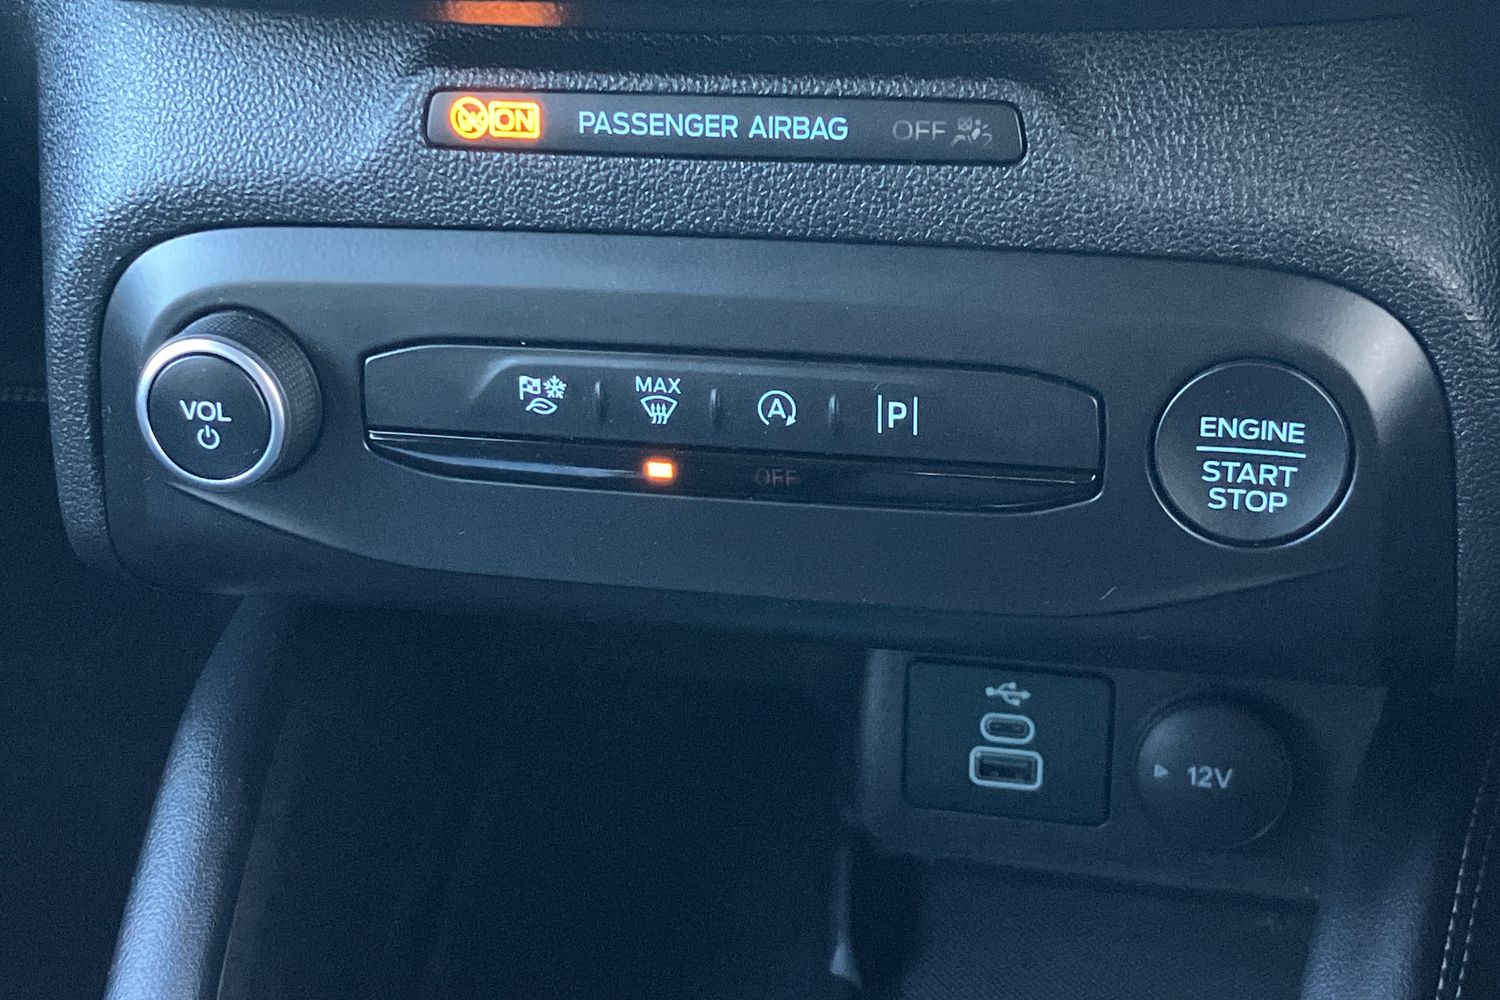 ON PASSENGER AIRBAG OFF
VOL
MAX
A
P
OFF
ENGINE
START
STOP
12V